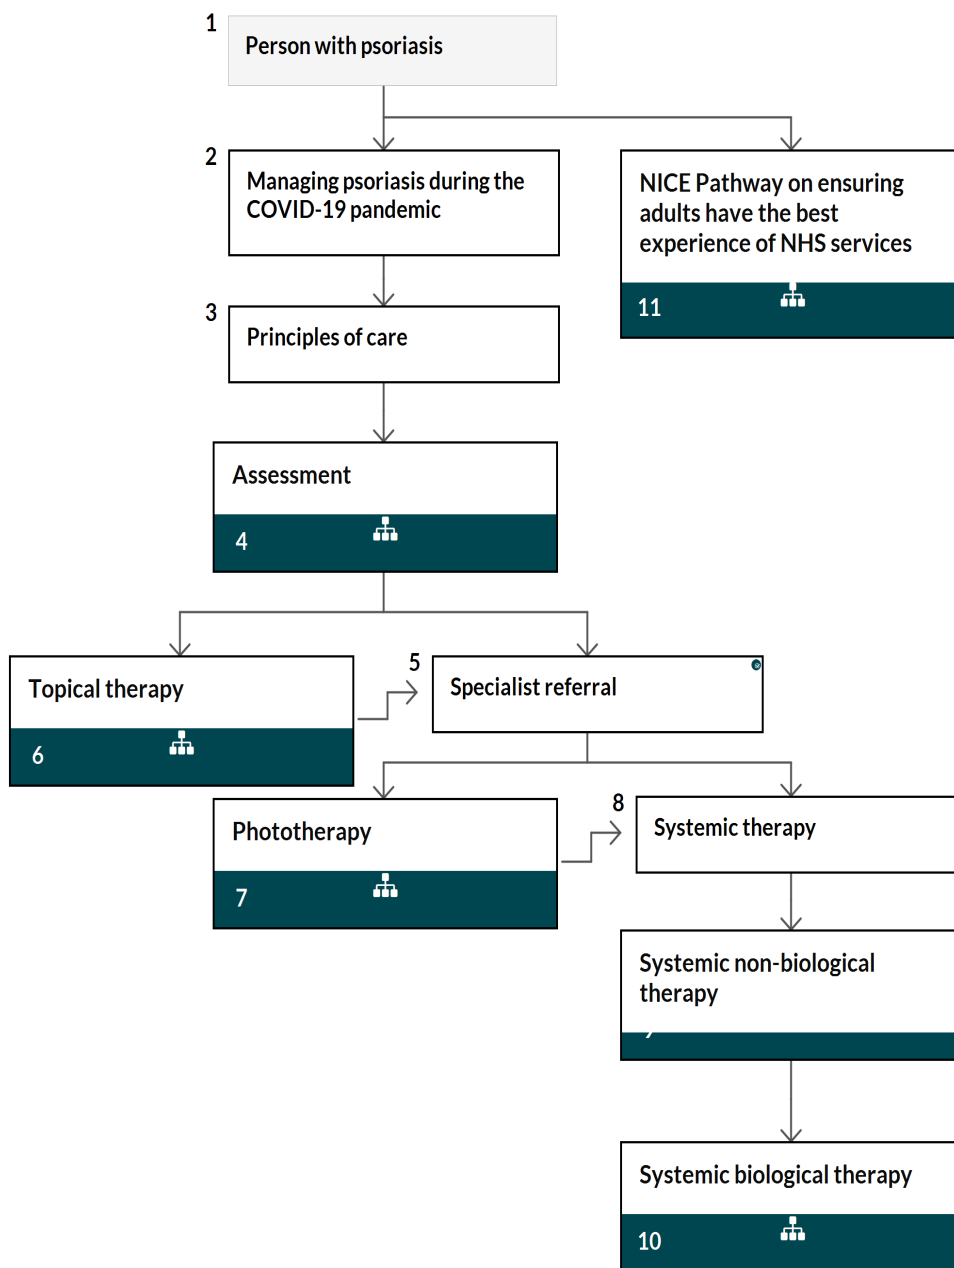 1
Person with psoriasis
2
Managing psoriasis during the
COVID-19 pandemic
NICE Pathway on ensuring
adults have the best
experience of NHS services
11
3
Principles of care
Assessment
4
Topical therapy
6
5
Specialist referral
Phototherapy
7
8
Systemic therapy
Systemic non-biological
therapy
Systemic biological therapy
10